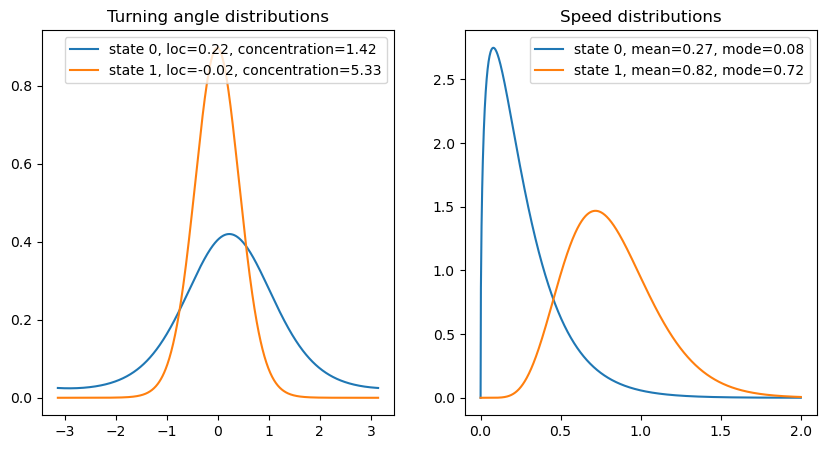 Turning angle distributions
state 0, loc=0.22, concentration=1.42
state 1, loc=-0.02, concentration=5.33
0.8
0.6
0.4
0.2
0.0
−3 −2 −1 0 1 2 3
Speed distributions
state 0, mean=0.27, mode=0.08
state 1, mean=0.82, mode=0.72
2.5
2.0
1.5
1.0
0.5
0.0
0.0 0.5 1.0 1.5 2.0